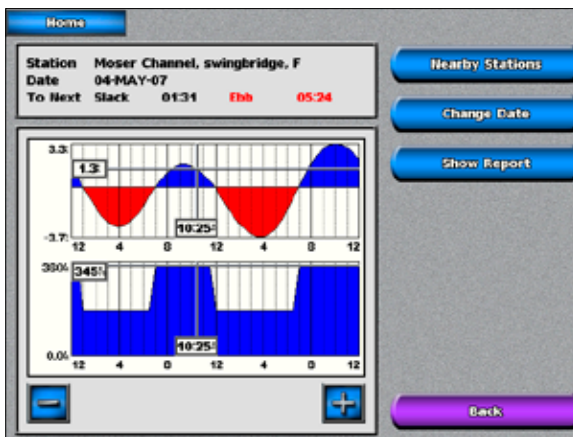 Home
Station Moser Channel, swingbridge, F
Date 04-MAY-07
To Next Slack 01:31 Ebb 05:24
Nearby Stations
Change Date
Show Report
3.3
1.3
-3.7
10:25
12 4 8 12 4 8 12
360
345
0.0
10:25
12 4 8 12 4 8 12
Back